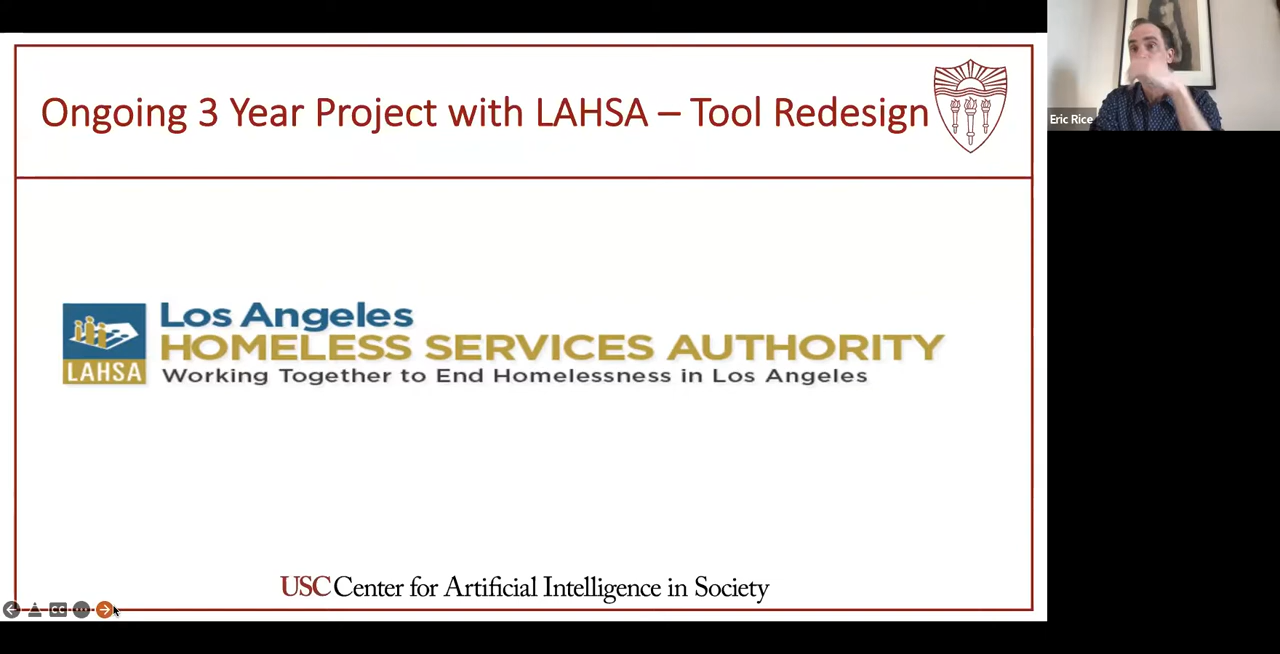 Ongoing 3 Year Project with LAHSA – Tool Redesign
Eric Rice
Los Angeles
HOMELESS SERVICES AUTHORITY
LAHSA
Working Together to End Homelessness in Los Angeles
USC Center for Artificial Intelligence in Society
CC